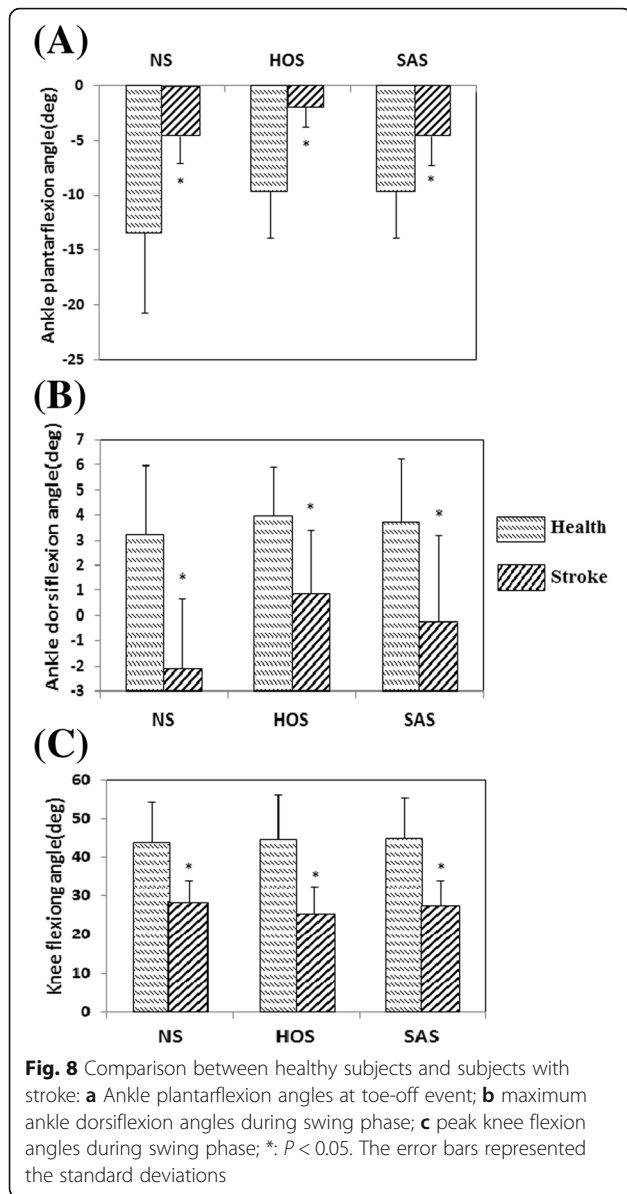 (A)
NS HOS SAS
Ankle plantarflexion angle(deg)
0
-5
-10
-15
-20
-25
*
*
*
(B)
Ankle dorsiflexion angle(deg)
7
6
5
4
3
2
1
0
-1
-2
-3
*
*
*
NS HOS SAS
Health
Stroke
(C)
Knee flexiong angle(deg)
60
50
40
30
20
10
0
*
*
*
NS HOS SAS
Fig. 8 Comparison between healthy subjects and subjects with
stroke: a Ankle plantarflexion angles at toe-off event; b maximum
ankle dorsiflexion angles during swing phase; c peak knee flexion
angles during swing phase; *: P < 0.05. The error bars represented
the standard deviations